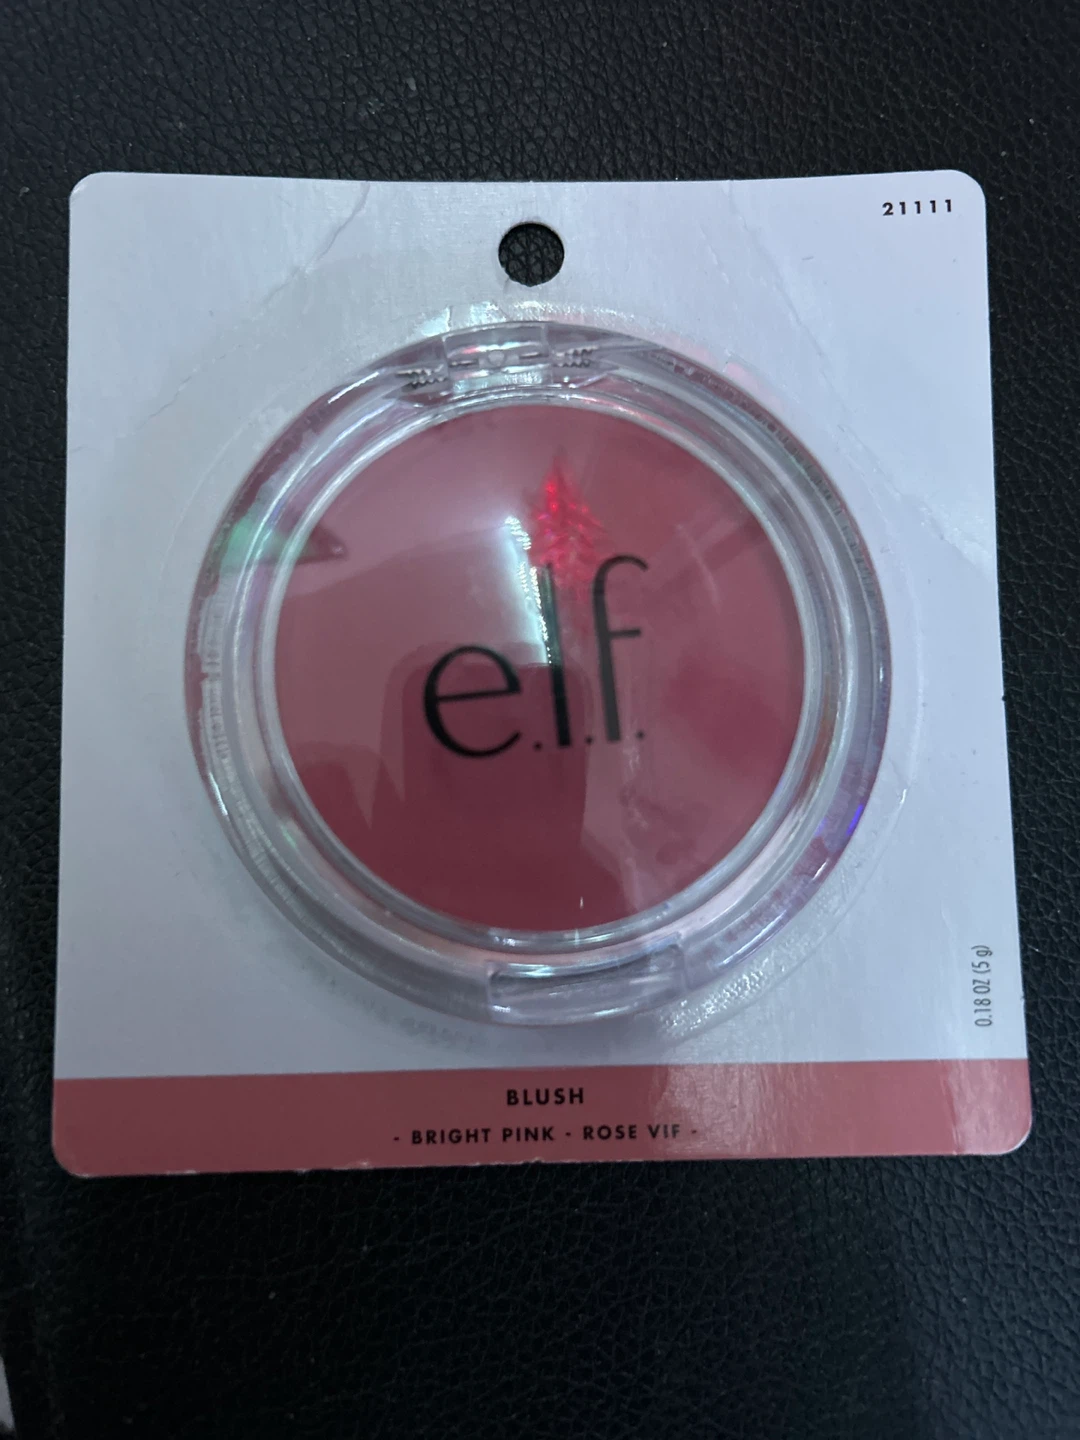 21111
e.l.f.
0.18 OZ (5 g)
BLUSH
- BRIGHT PINK - ROSE VIF -